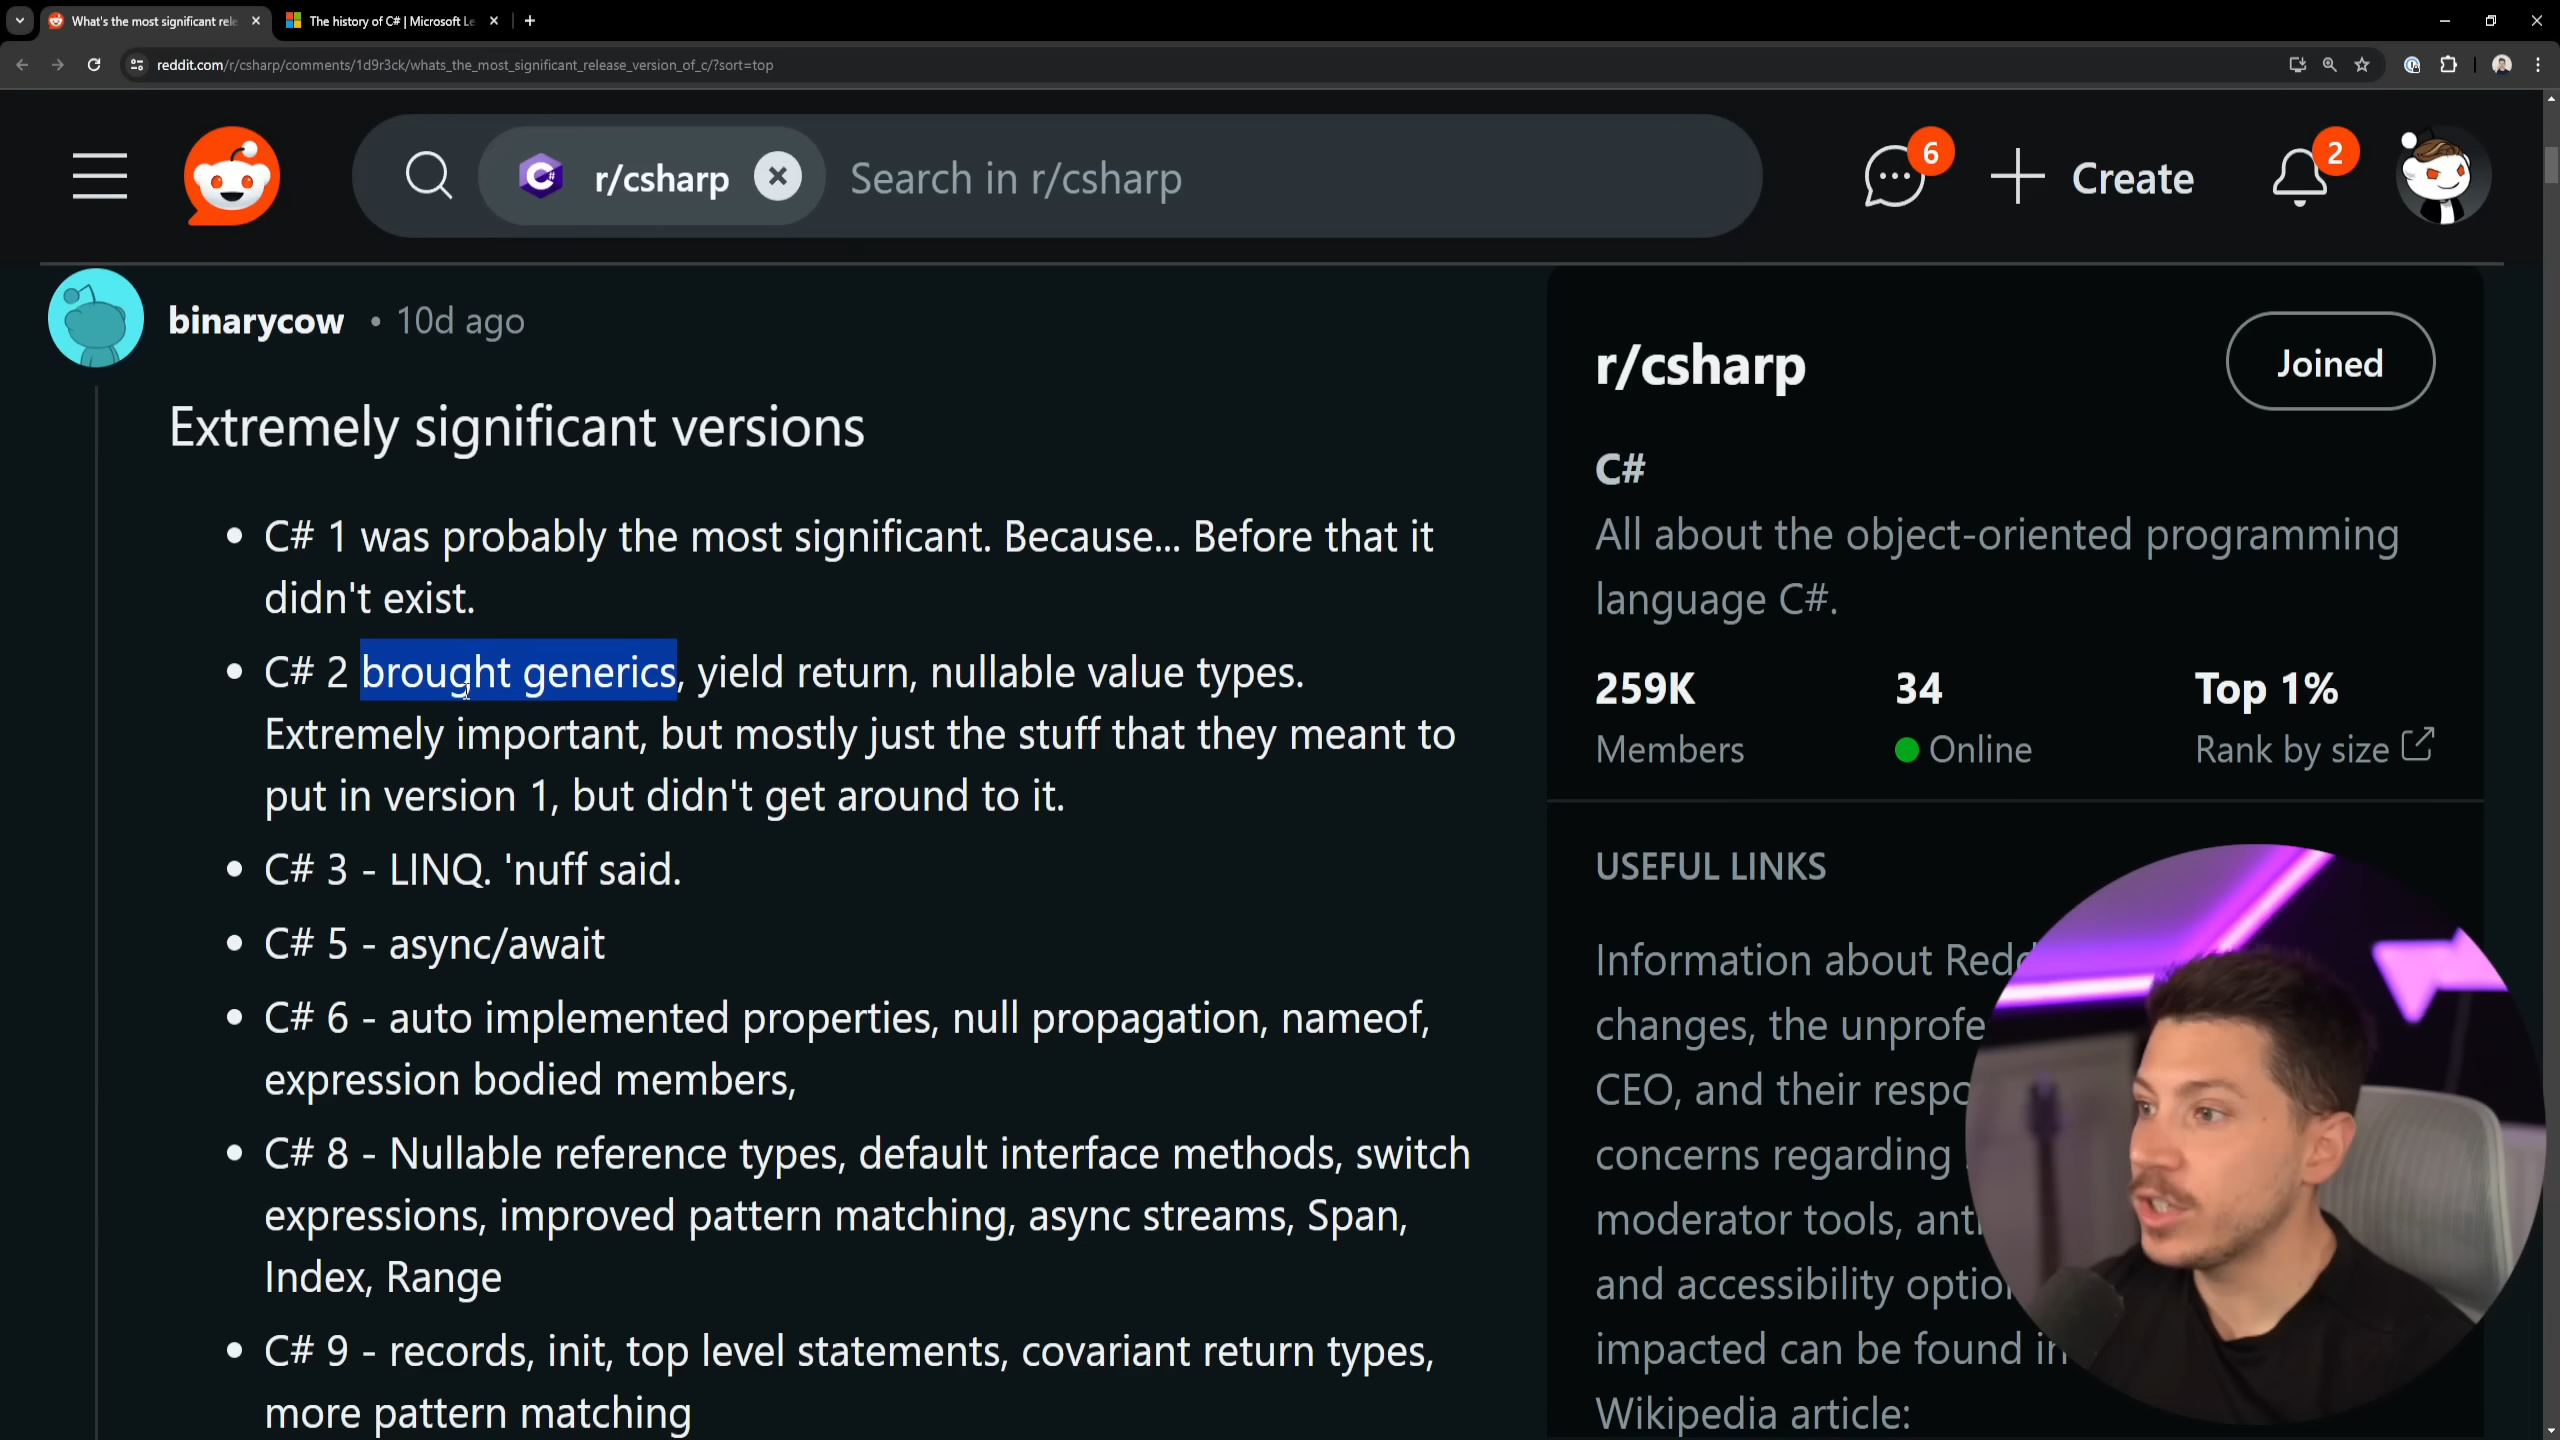 What's the most significant rel
The history of C# | Microsoft Le
reddit.com/r/csharp/comments/1d9r3ck/whats_the_most_significant_release_version_of_c/?sort=top
r/csharp
Search in r/csharp
6
Create
2
binarycow • 10d ago
Extremely significant versions
• C# 1 was probably the most significant. Because... Before that it
didn't exist.
• C# 2 brought generics, yield return, nullable value types.
Extremely important, but mostly just the stuff that they meant to
put in version 1, but didn't get around to it.
• C# 3 - LINQ. 'nuff said.
• C# 5 - async/await
• C# 6 - auto implemented properties, null propagation, nameof,
expression bodied members,
• C# 8 - Nullable reference types, default interface methods, switch
expressions, improved pattern matching, async streams, Span,
Index, Range
• C# 9 - records, init, top level statements, covariant return types,
more pattern matching
r/csharp
Joined
C#
All about the object-oriented programming
language C#.
259K
Members
34
Online
Top 1%
Rank by size
USEFUL LINKS
Information about Redd
changes, the unprofe
CEO, and their respo
concerns regarding
moderator tools, anti
and accessibility option
impacted can be found in
Wikipedia article: